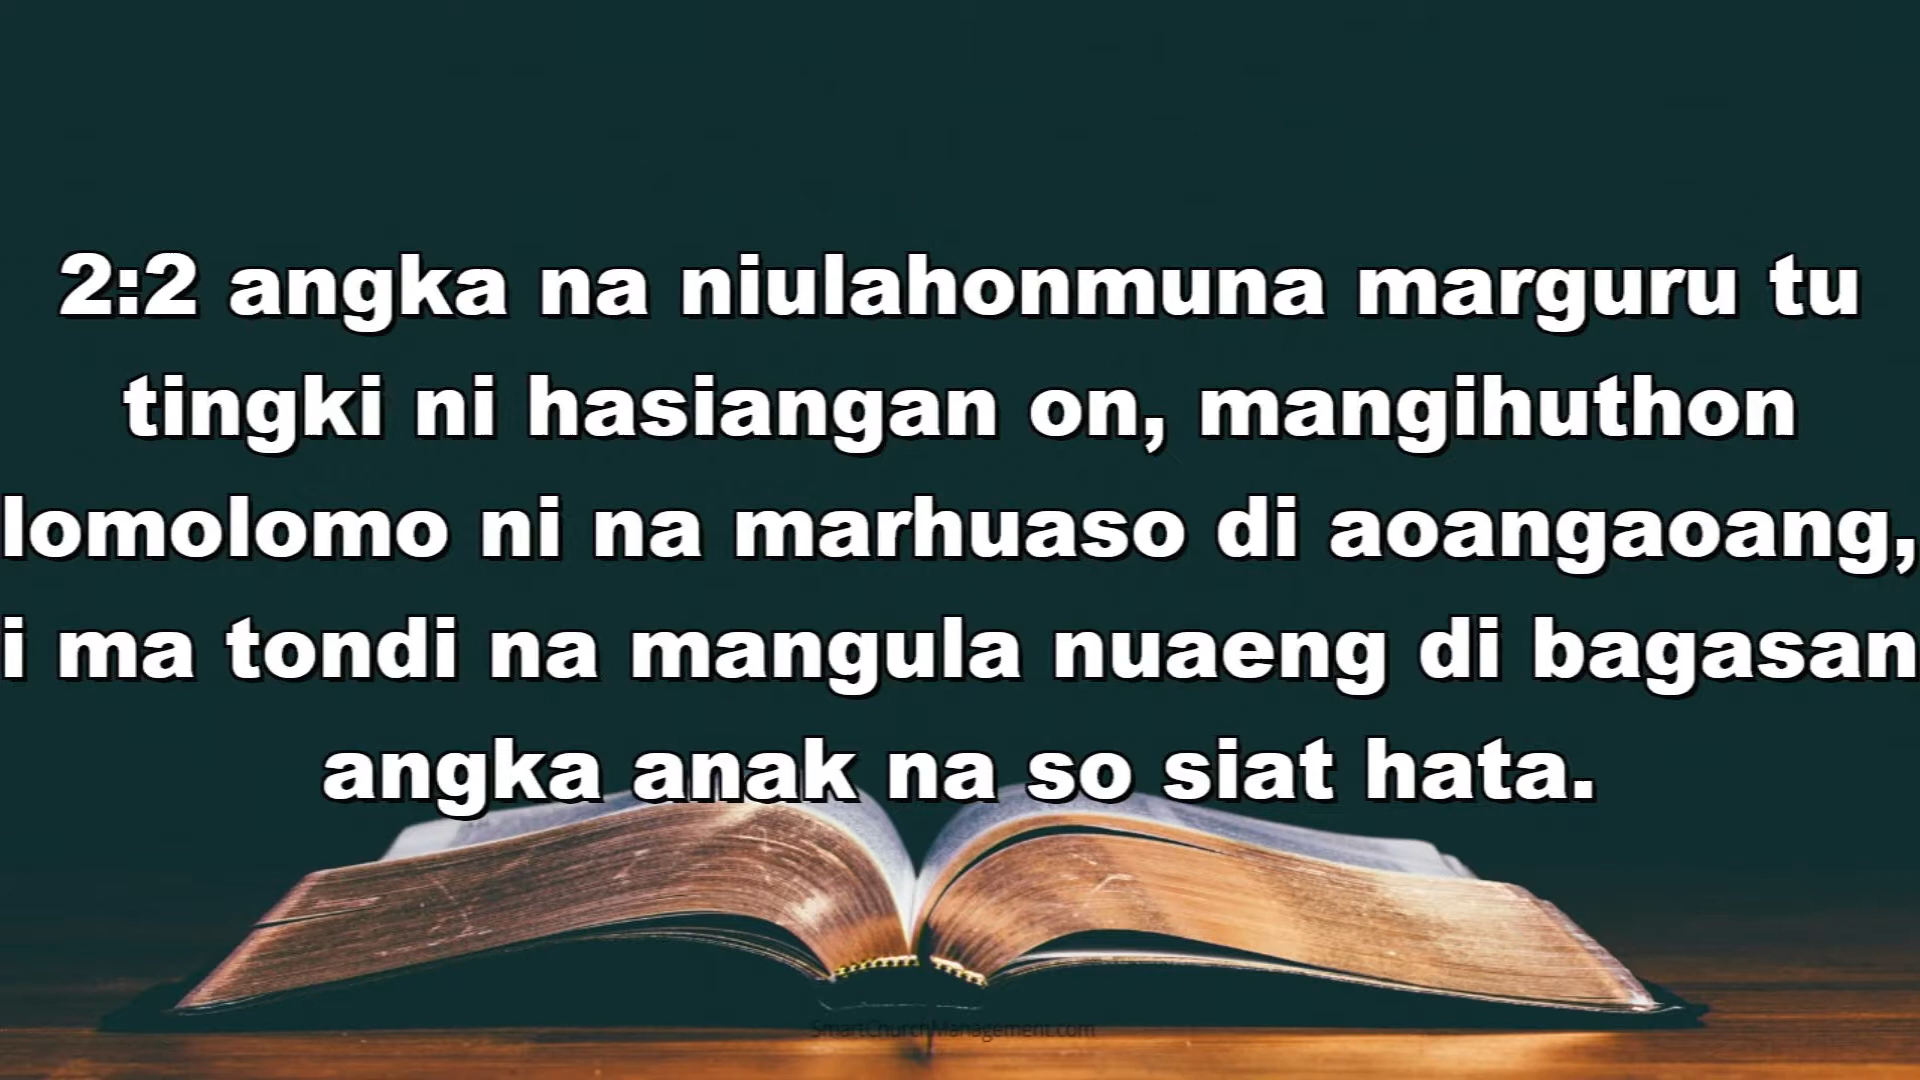 2:2 angka na niulahonmuna marguru tu
tingki ni hasiangan on, mangihuthon
lomolomo ni na marhuaso di aoangaoang,
i ma tondi na mangula nuaeng di bagasan
angka anak na so siat hata.
SmartChurchManagement.com